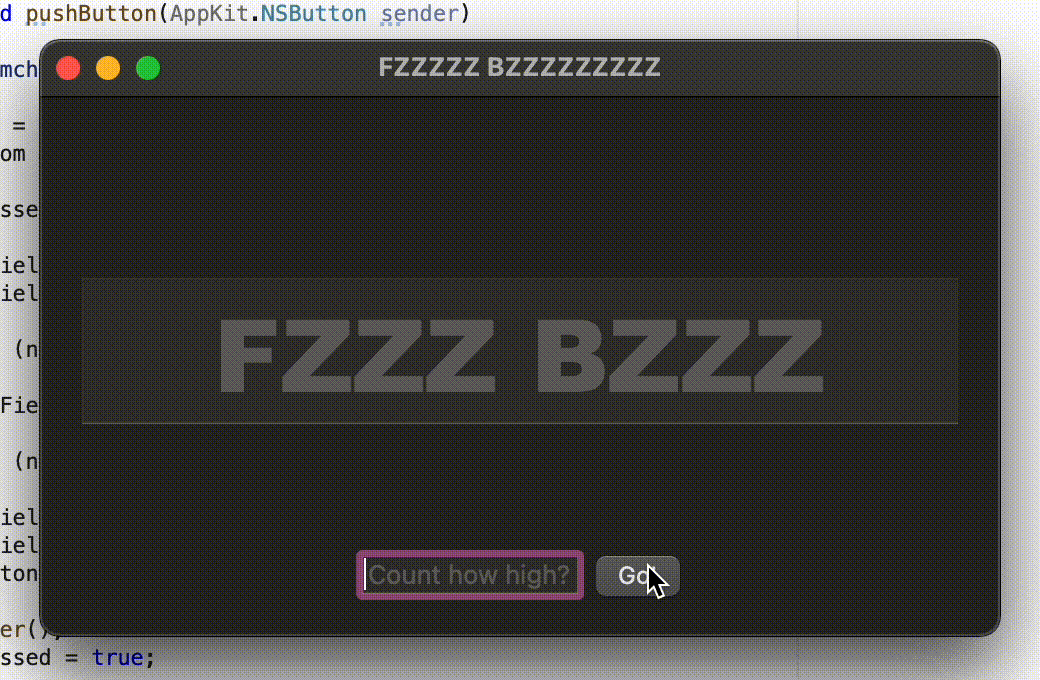 d pushButton(AppKit.NSButton sender)
mch
FZZZZZ BZZZZZZZZZ
=
om
sse
iel
iel
(n
FZZZ BZZZ
Fie
(n
iel
iel
ton
Count how high?
Go!
er();
ssed = true;